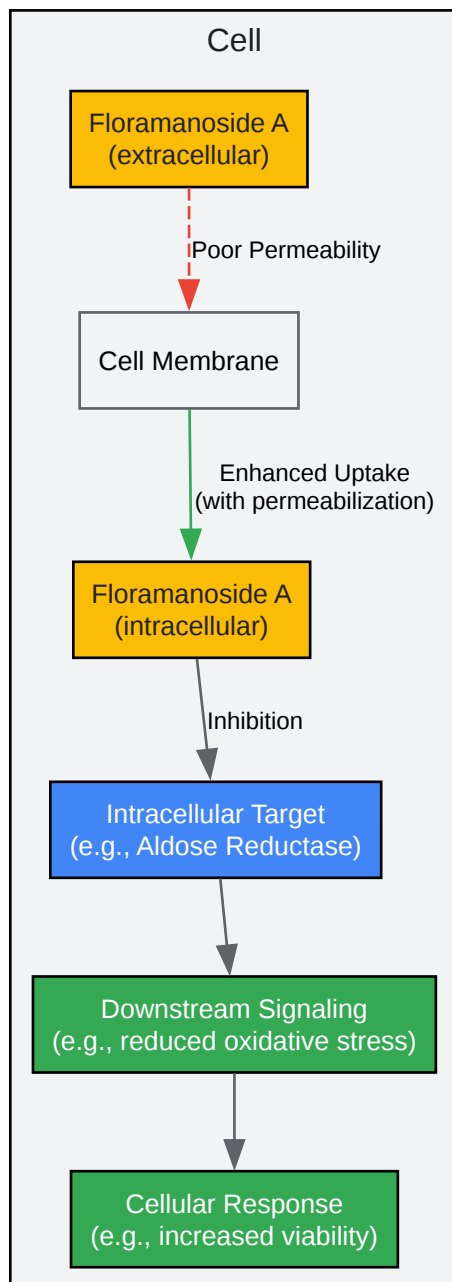 Cell
Floramanoside A
(extracellular)
Poor Permeability
Cell Membrane
Enhanced Uptake
(with permeabilization)
Floramanoside A
(intracellular)
Inhibition
Intracellular Target
(e.g., Aldose Reductase)
Downstream Signaling
(e.g., reduced oxidative stress)
Cellular Response
(e.g., increased viability)